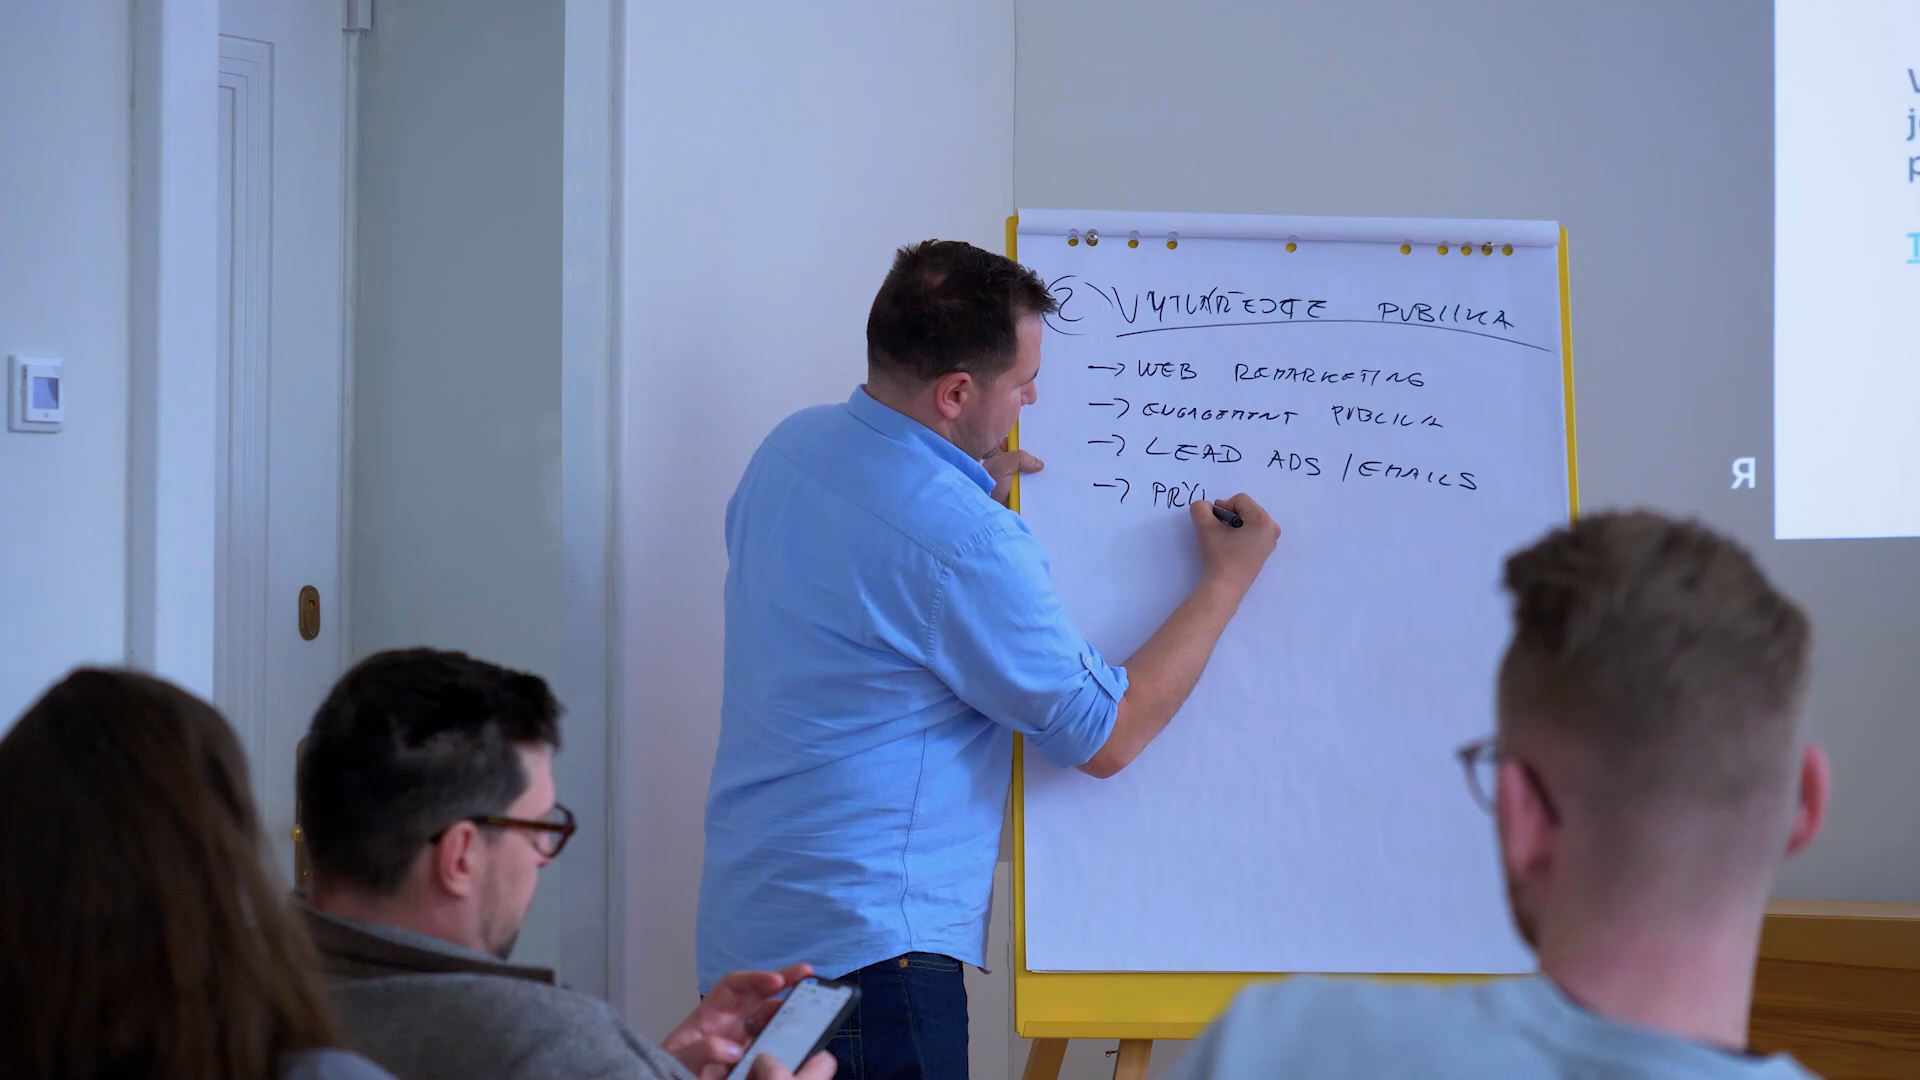 2) VYTVÁŘEJTE PUBLIKA
→ WEB REMARKETING
→ ENGAGEMENT PUBLIKA
→ LEAD ADS / EMAILS
→ PRV
R